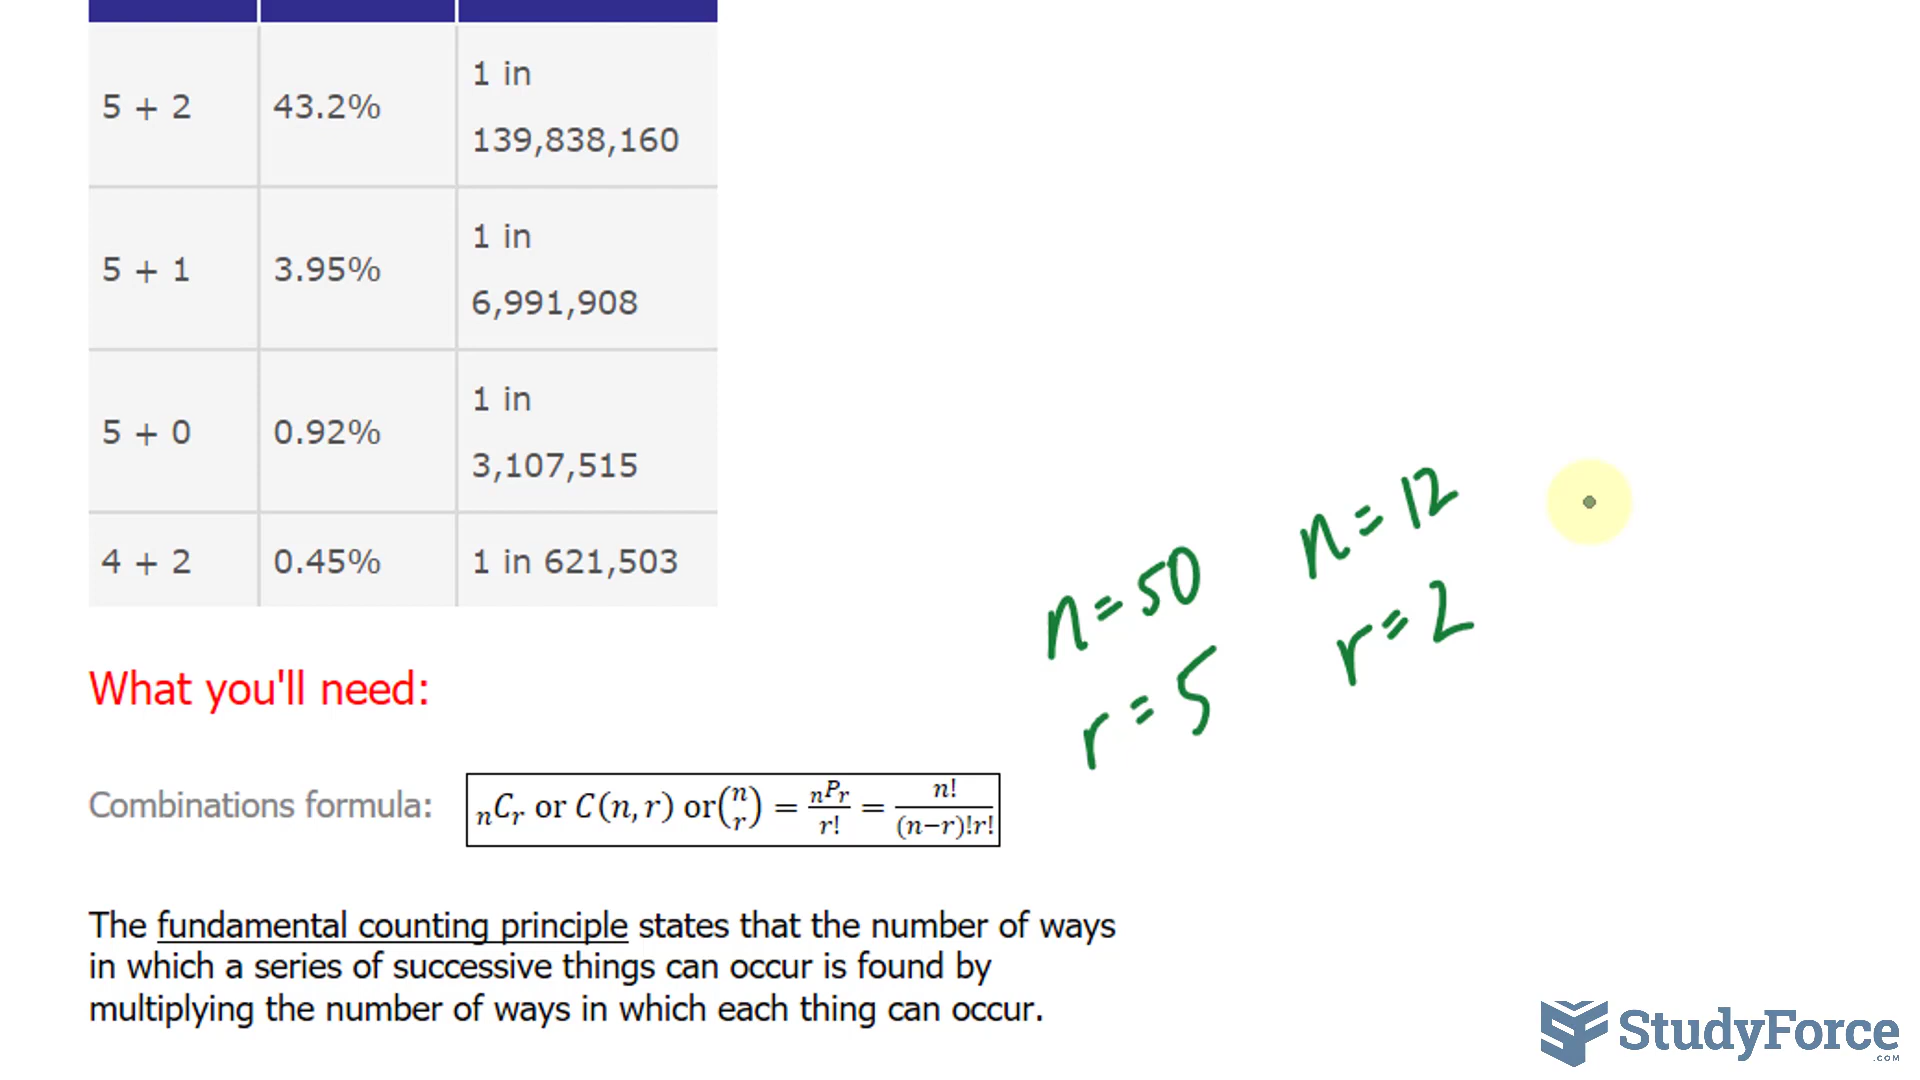 5 + 2 43.2% 1 in
139,838,160
5 + 1 3.95% 1 in
6,991,908
5 + 0 0.92% 1 in
3,107,515
4 + 2 0.45% 1 in 621,503
n=50
r=5
n=12
r=2
What you'll need:
Combinations formula: nCr or C(n, r) or(n r) = nPr/r! = n!/(n−r)!r!
The fundamental counting principle states that the number of ways
in which a series of successive things can occur is found by
multiplying the number of ways in which each thing can occur.
StudyForce
.COM